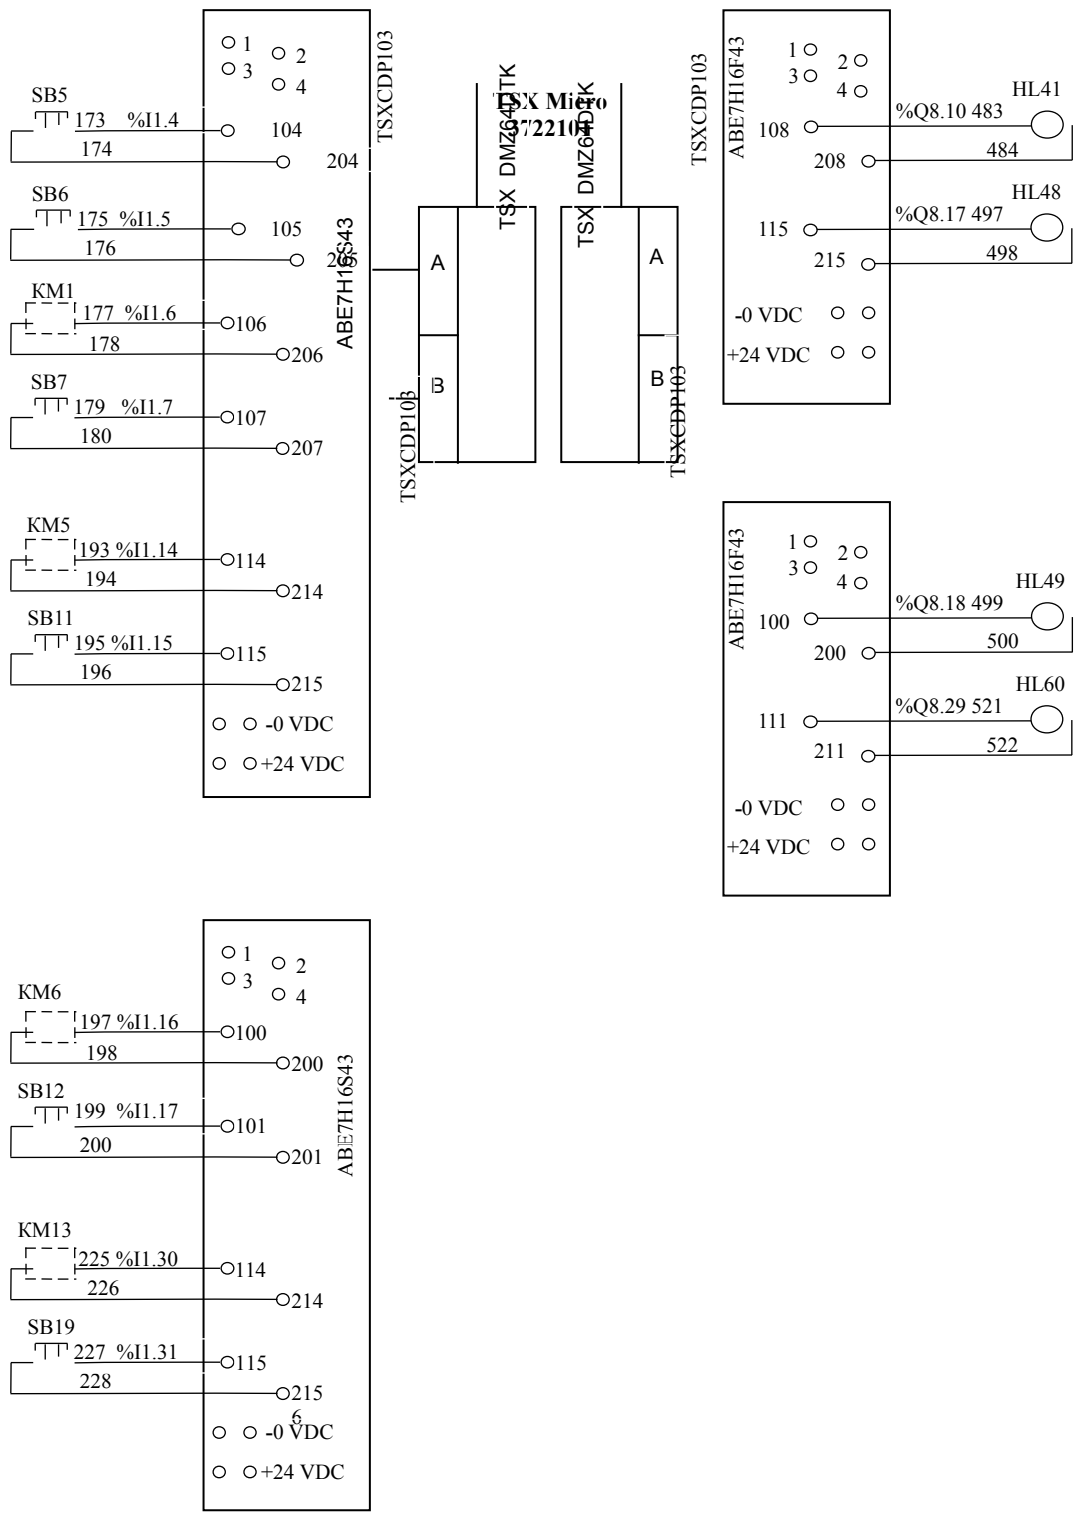 1
2
3
4
SB5
173 %I1.4
174
104
204
SB6
175 %I1.5
176
105
205
KM1
177 %I1.6
178
106
206
SB7
179 %I1.7
180
107
207
KM5
193 %I1.14
194
114
214
SB11
195 %I1.15
196
115
215
-0 VDC
+24 VDC
ABE7H16S43
TSXCDP103
TSX Micro
3722101
TSX DMZ64DTK
TSX DMZ64DTK
A
B
A
B
TSXCDP103
TSXCDP103
TSXCDP103
ABE7H16F43
1
2
3
4
108
208
%Q8.10 483
484
HL41
115
215
%Q8.17 497
498
HL48
-0 VDC
+24 VDC
ABE7H16F43
1
2
3
4
100
200
%Q8.18 499
500
HL49
111
211
%Q8.29 521
522
HL60
-0 VDC
+24 VDC
1
2
3
4
KM6
197 %I1.16
198
100
200
SB12
199 %I1.17
200
101
201
ABE7H16S43
KM13
225 %I1.30
226
114
214
SB19
227 %I1.31
228
115
215
6
-0 VDC
+24 VDC